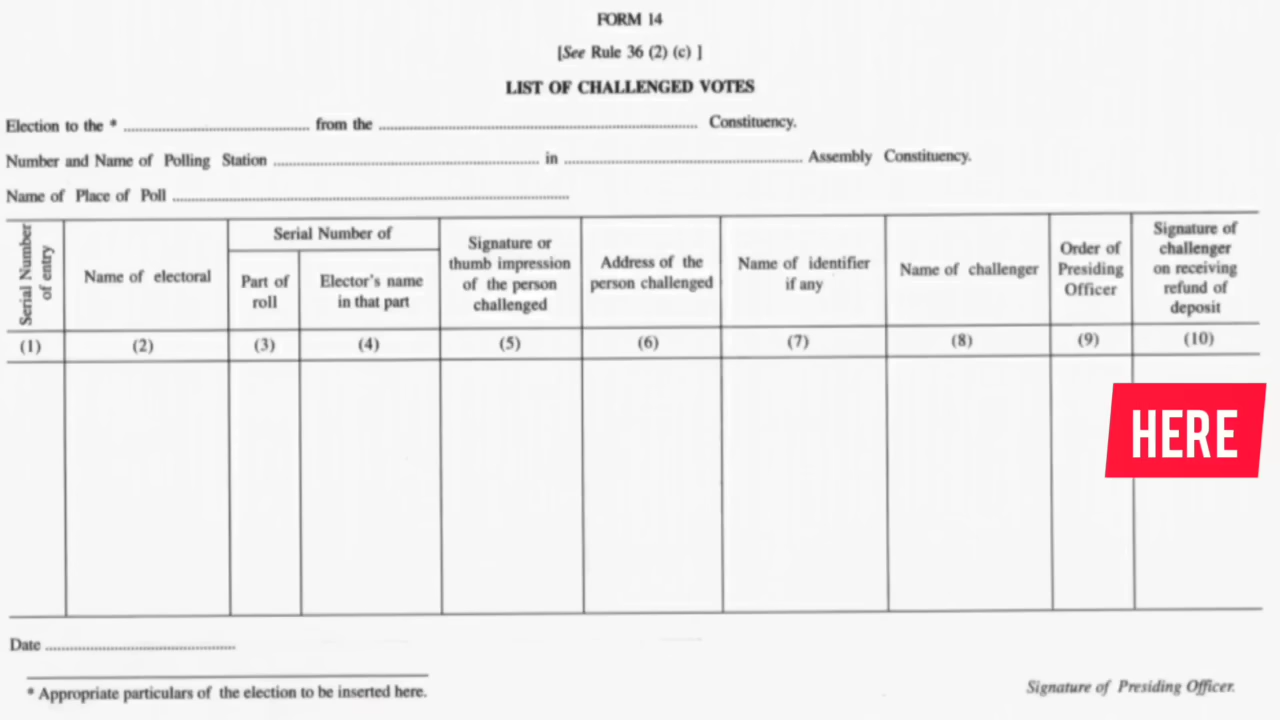 FORM 14
[See Rule 36 (2) (c) ]
LIST OF CHALLENGED VOTES
Election to the * ........................ from the ........................ Constituency.
Number and Name of Polling Station ........................ in ........................ Assembly Constituency.
Name of Place of Poll ........................
Serial Number of entry
Name of electoral
Serial Number of
Part of roll
Elector's name in that part
Signature or thumb impression of the person challenged
Address of the person challenged
Name of identifier if any
Name of challenger
Order of Presiding Officer
Signature of challenger on receiving refund of deposit
(1) (2) (3) (4) (5) (6) (7) (8) (9) (10)
HERE
Date ........................
* Appropriate particulars of the election to be inserted here.
Signature of Presiding Officer.